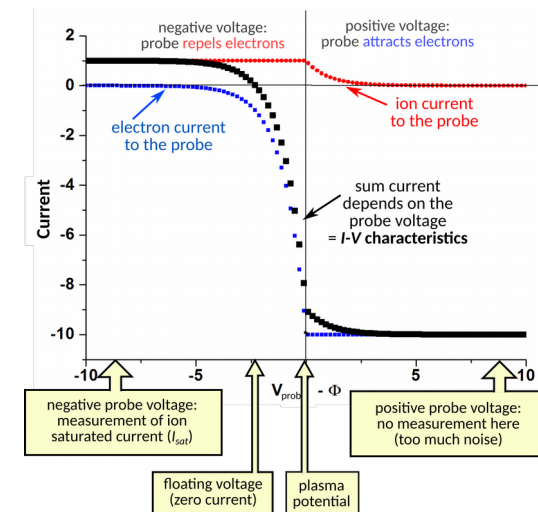 negative voltage:
probe repels electrons
positive voltage:
probe attracts electrons
2
0
-2
-4
-6
-8
-10
Current
electron current
to the probe
ion current
to the probe
sum current
depends on the
probe voltage
= I-V characteristics
-10
-5
0
5
10
Vprob - Φ
negative probe voltage:
measurement of ion
saturated current (Isat)
positive probe voltage:
no measurement here
(too much noise)
floating voltage
(zero current)
plasma
potential